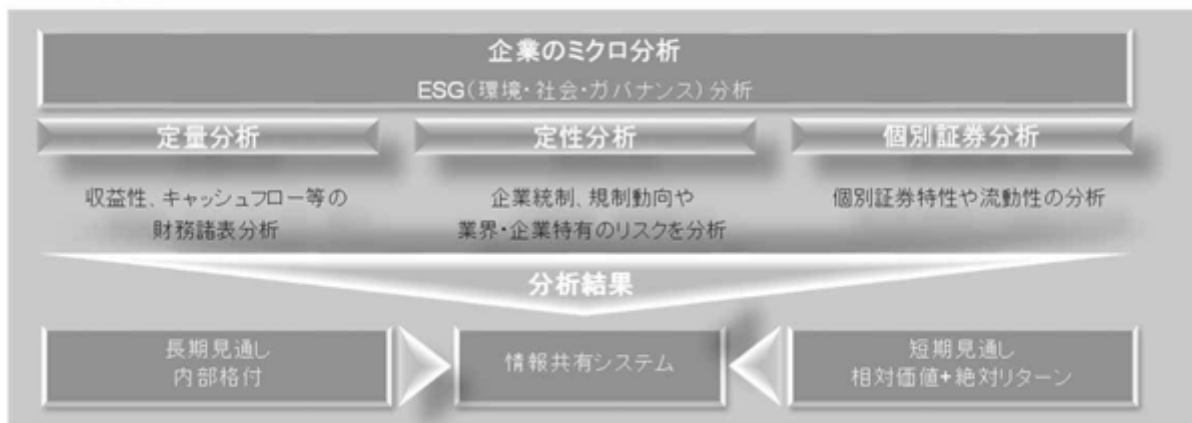 企業のミクロ分析
ESG(環境・社会・ガバナンス)分析
定量分析
定性分析
個別証券分析
収益性、キャッシュフロー等の
財務諸表分析
企業統制、規制動向や
業界・企業特有のリスクを分析
個別証券特性や流動性の分析
分析結果
長期見通し
内部格付
情報共有システム
短期見通し
相対価値+絶対リターン